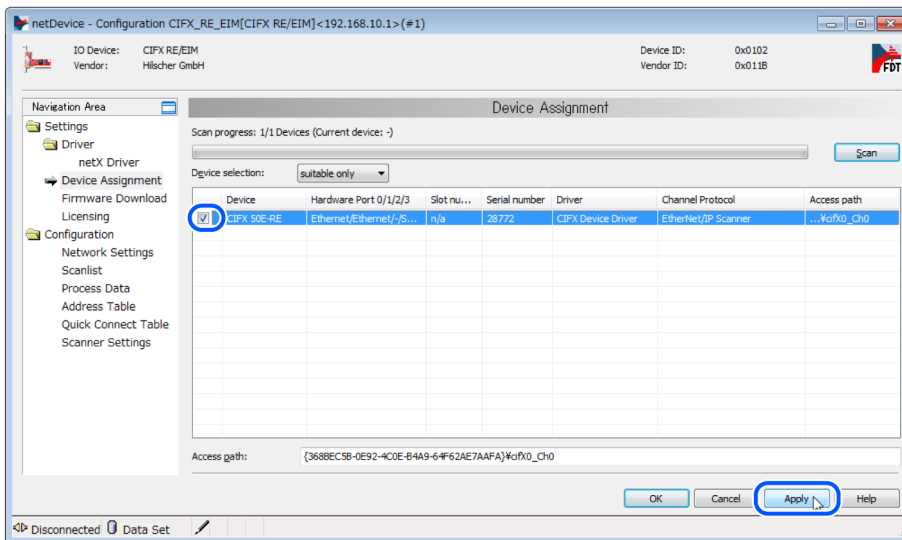 netDevice - Configuration CIFX_RE_EIM[CIFX RE/EIM]<192.168.10.1>(#1)
IO Device: CIFX RE/EIM Device ID: 0x0102
Vendor: Hilscher GmbH Vendor ID: 0x011B
FDT
Navigation Area
Device Assignment
Settings
Driver
netX Driver
Device Assignment
Firmware Download
Licensing
Configuration
Network Settings
Scanlist
Process Data
Address Table
Quick Connect Table
Scanner Settings
Scan progress: 1/1 Devices (Current device: -)
Scan
Device selection: suitable only
Device Hardware Port 0/1/2/3 Slot nu... Serial number Driver Channel Protocol Access path
CIFX 50E-RE Ethernet/Ethernet/-/S... n/a 28772 CIFX Device Driver EtherNet/IP Scanner ...¥cifX0_Ch0
Access path: {368BEC5B-0E92-4C0E-B4A9-64F62AE7AAFA}¥cifX0_Ch0
OK Cancel Apply Help
Disconnected Data Set